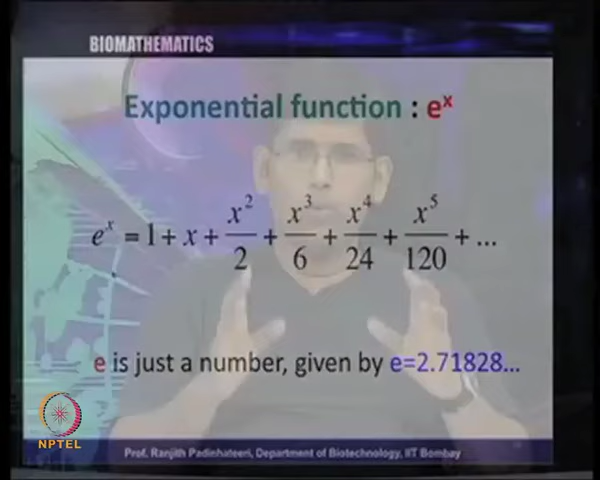 BIOMATHEMATICS
Exponential function : eˣ
eˣ = 1 + x + x²/2 + x³/6 + x⁴/24 + x⁵/120 + ...
e is just a number, given by e=2.71828...
NPTEL
Prof. Ranjith Padinhateeri, Department of Biotechnology, IIT Bombay